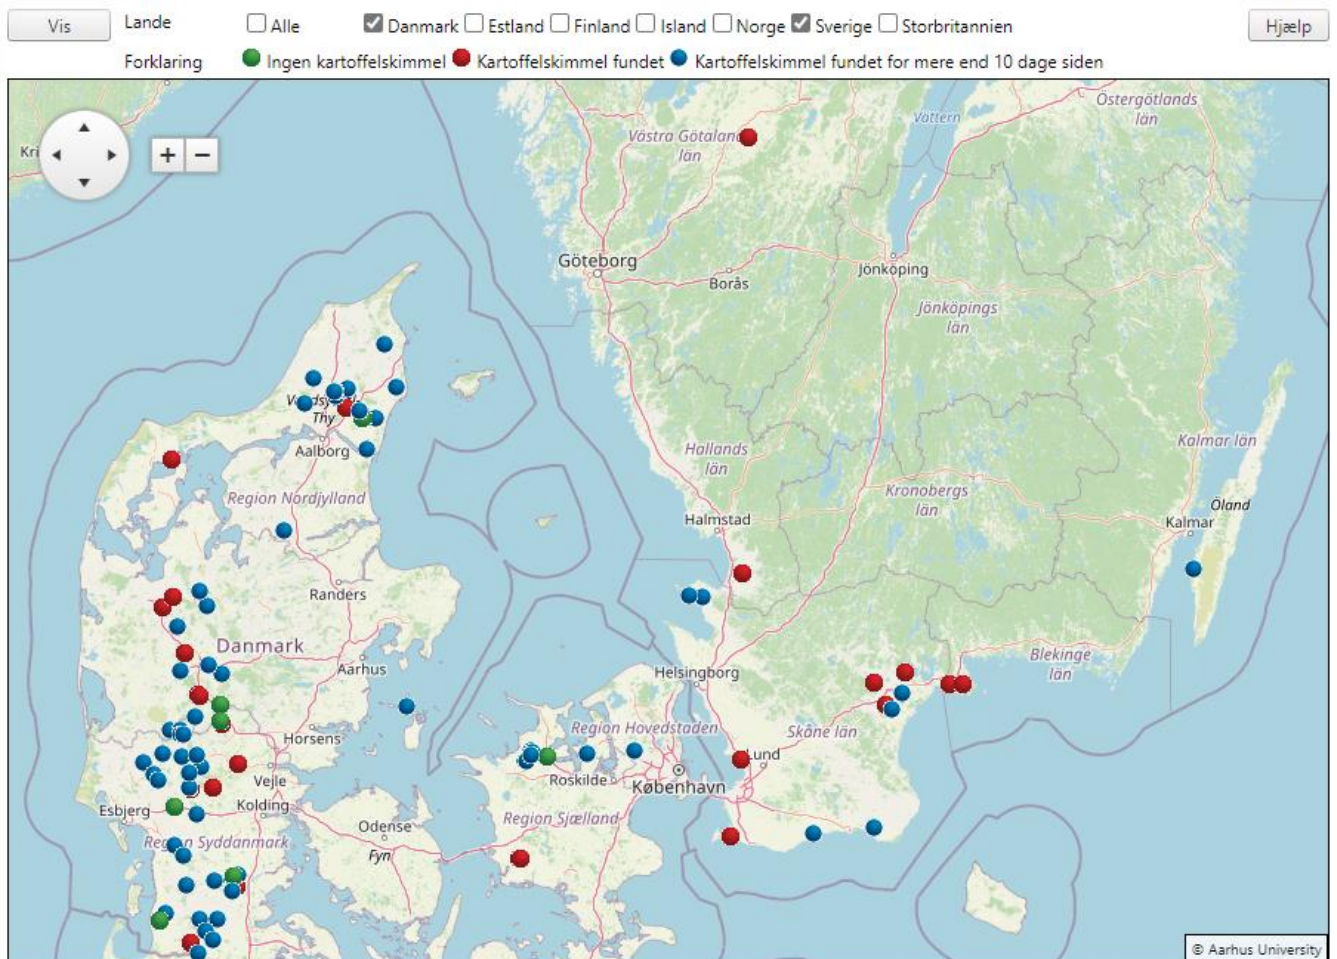 Vis Lande Alle Danmark Estland Finland Island Norge Sverige Storbritannien Hjælp
Forklaring Ingen kartoffelskimmel Kartoffelskimmel fundet Kartoffelskimmel fundet for mere end 10 dage siden
Östergötlands
län
Vättern
Västra Götaland
län
Kri
+ −
Göteborg
Jönköping
Borås
Jönköpings
län
Thy
Aalborg
Hallands
län
Kalmar län
Region Nordjylland
Kronobergs
län
Öland
Halmstad
Kalmar
Randers
Danmark
Aarhus
Helsingborg
Blekinge
län
Region Hovedstaden
Skåne län
Horsens
Lund
Vejle
Roskilde
København
Esbjerg
Kolding
Region Sjælland
Odense
Region Syddanmark
Fyn
© Aarhus University